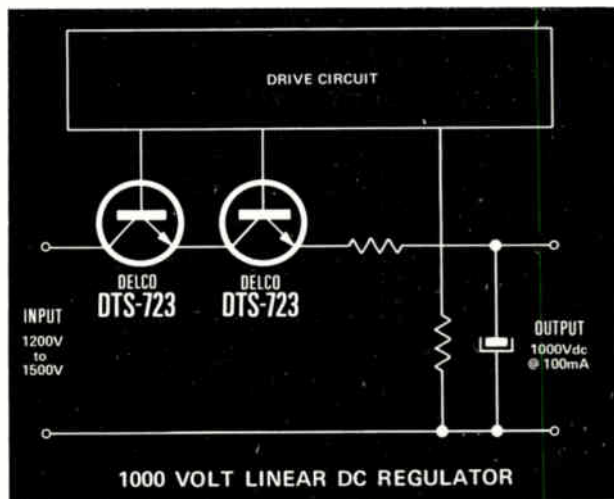 DRIVE CIRCUIT
DELCO
DTS-723
DELCO
DTS-723
INPUT
1200V
to
1500V
OUTPUT
1000Vdc
@ 100mA
1000 VOLT LINEAR DC REGULATOR